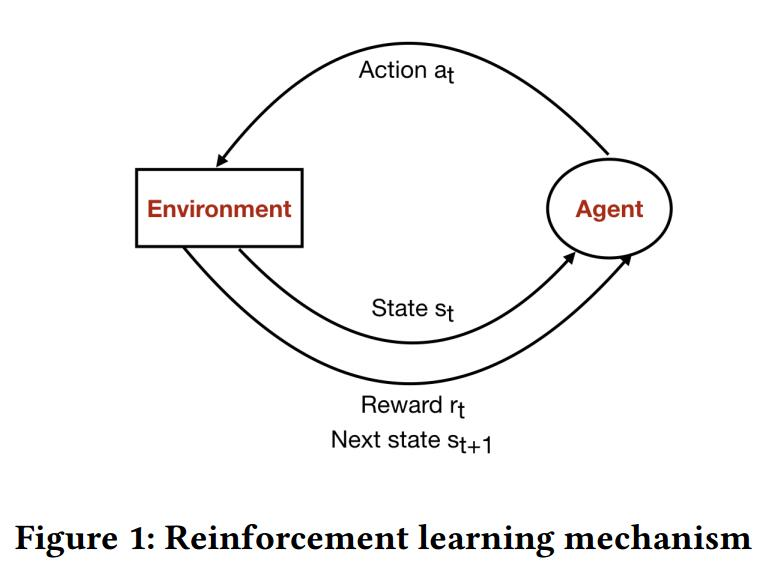 Action at
Environment
Agent
State st
Reward rt
Next state st+1
Figure 1: Reinforcement learning mechanism